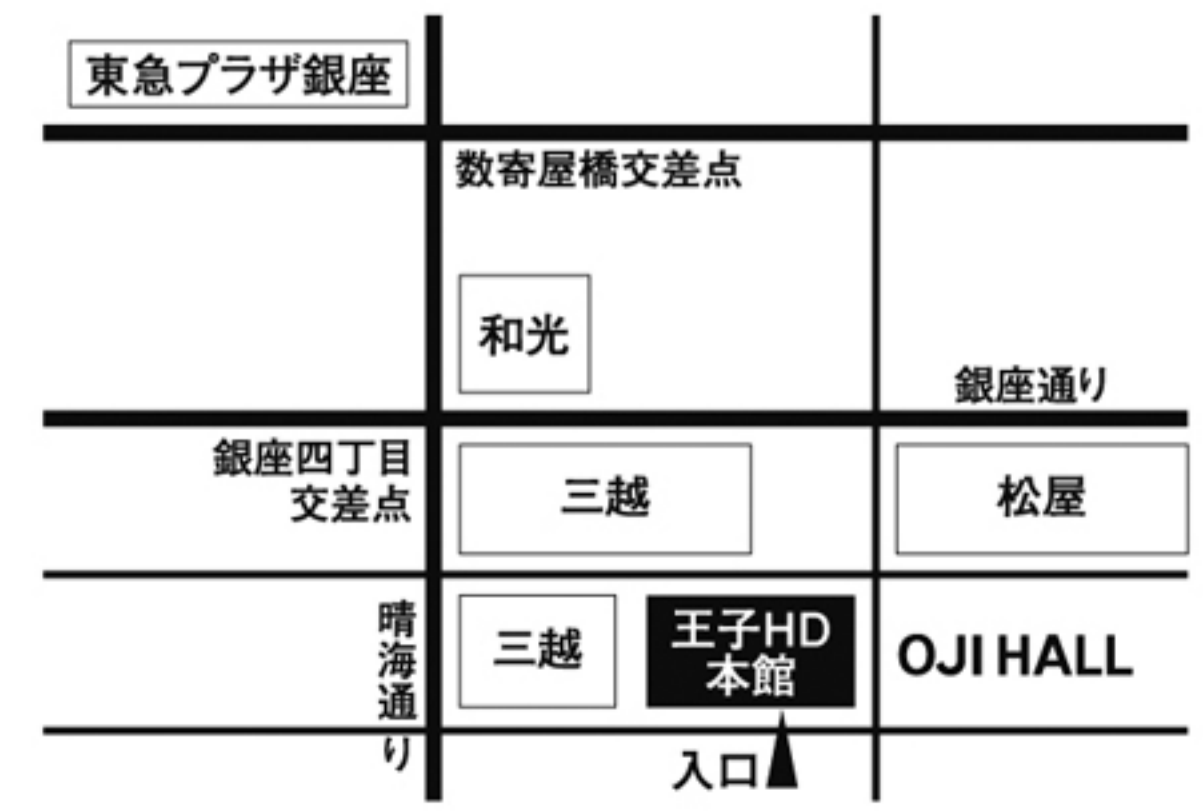 東急プラザ銀座
数寄屋橋交差点
和光
銀座通り
銀座四丁目
交差点
三越
松屋
晴海通り
三越
王子HD
本館
OJI HALL
入口